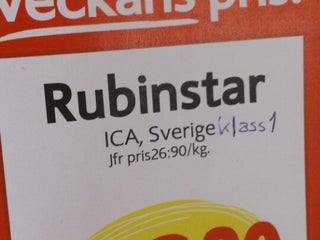 veckans pris!
Rubinstar
ICA, Sverige klass 1
Jfr pris26:90/kg.